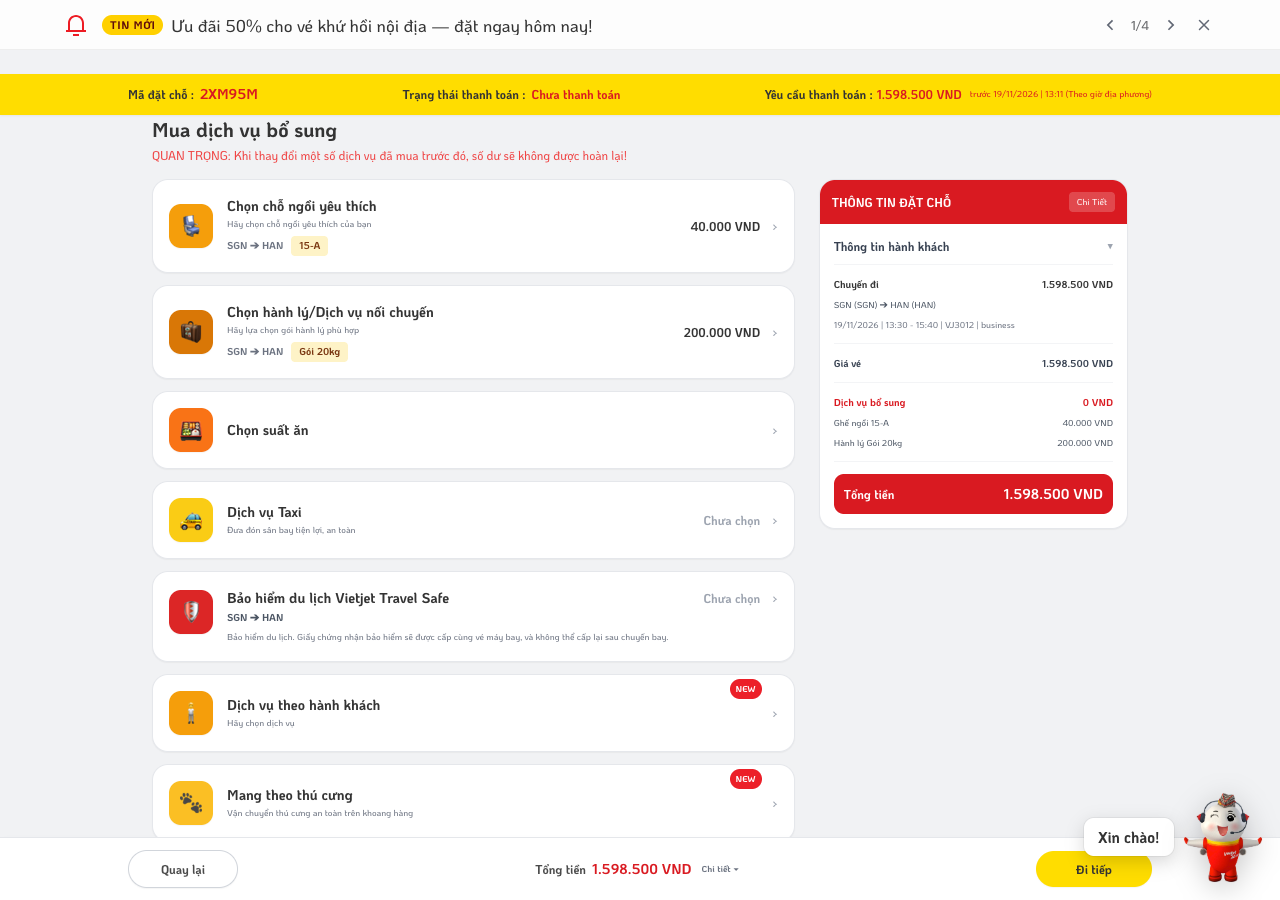 TIN MỚI Ưu đãi 50% cho vé khứ hồi nội địa — đặt ngay hôm nay! 1/4
Mã đặt chỗ : 2XM95M Trạng thái thanh toán : Chưa thanh toán Yêu cầu thanh toán : 1.598.500 VND trước 19/11/2026 | 13:11 (Theo giờ địa phương)
Mua dịch vụ bổ sung
QUAN TRỌNG: Khi thay đổi một số dịch vụ đã mua trước đó, số dư sẽ không được hoàn lại!
Chọn chỗ ngồi yêu thích
Hãy chọn chỗ ngồi yêu thích của bạn
SGN ➔ HAN 15-A
40.000 VND
Chọn hành lý/Dịch vụ nối chuyến
Hãy lựa chọn gói hành lý phù hợp
SGN ➔ HAN Gói 20kg
200.000 VND
Chọn suất ăn
Dịch vụ Taxi
Đưa đón sân bay tiện lợi, an toàn
Chưa chọn
Bảo hiểm du lịch Vietjet Travel Safe
Chưa chọn
SGN ➔ HAN
Bảo hiểm du lịch. Giấy chứng nhận bảo hiểm sẽ được cấp cùng vé máy bay, và không thể cấp lại sau chuyến bay.
NEW
Dịch vụ theo hành khách
Hãy chọn dịch vụ
NEW
Mang theo thú cưng
Vận chuyển thú cưng an toàn trên khoang hàng
THÔNG TIN ĐẶT CHỖ Chi Tiết
Thông tin hành khách
Chuyến đi 1.598.500 VND
SGN (SGN) ➔ HAN (HAN)
19/11/2026 | 13:30 - 15:40 | VJ3012 | business
Giá vé 1.598.500 VND
Dịch vụ bổ sung 0 VND
Ghế ngồi 15-A 40.000 VND
Hành lý Gói 20kg 200.000 VND
Tổng tiền 1.598.500 VND
Xin chào!
Quay lại
Tổng tiền 1.598.500 VND Chi tiết
Đi tiếp